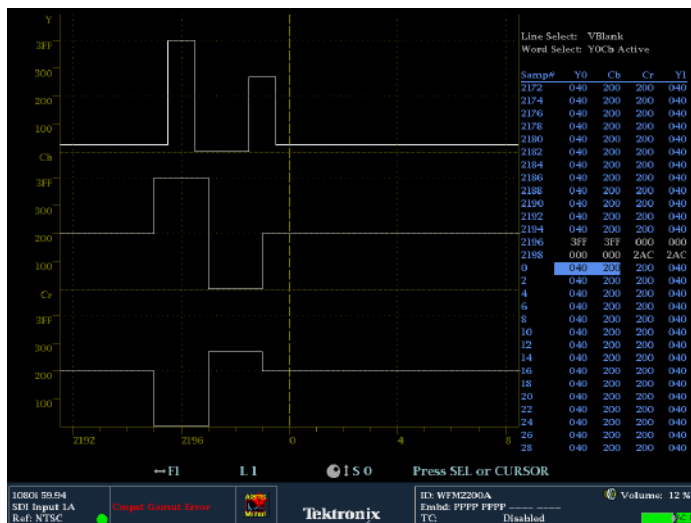 Y
3FF
300
200
100
Cb
3FF
300
200
100
Cr
3FF
300
200
100
2192 2196 0 4 8
Line Select: VBlank
Word Select: Y0Cb Active
Samp# Y0 Cb Cr Y1
2172 040 200 200 040
2174 040 200 200 040
2176 040 200 200 040
2178 040 200 200 040
2180 040 200 200 040
2182 040 200 200 040
2184 040 200 200 040
2186 040 200 200 040
2188 040 200 200 040
2190 040 200 200 040
2192 040 200 200 040
2194 040 200 200 040
2196 3FF 3FF 000 000
2198 000 000 2AC 2AC
0 040 200 200 040
2 040 200 200 040
4 040 200 200 040
6 040 200 200 040
8 040 200 200 040
10 040 200 200 040
12 040 200 200 040
14 040 200 200 040
16 040 200 200 040
18 040 200 200 040
20 040 200 200 040
22 040 200 200 040
24 040 200 200 040
26 040 200 200 040
28 040 200 200 040
↔F1 L 1 ↕ S 0 Press SEL or CURSOR
1080i 59.94
SDI Input 1A
Ref: NTSC
Cmpst Gamut Error
Tektronix
ID: WFM2200A
Embd: PPPP PPPP ---- ----
TC: Disabled
Volume: 12 %